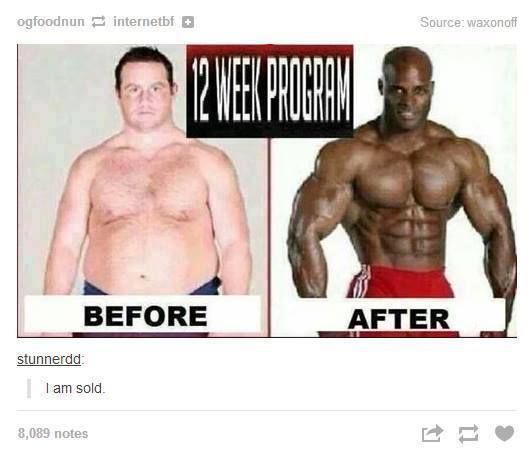 ogfoodnun internetbf
Source: waxonoff
12 WEEK PROGRAM
BEFORE
AFTER
stunnerdd:
I am sold.
8,089 notes